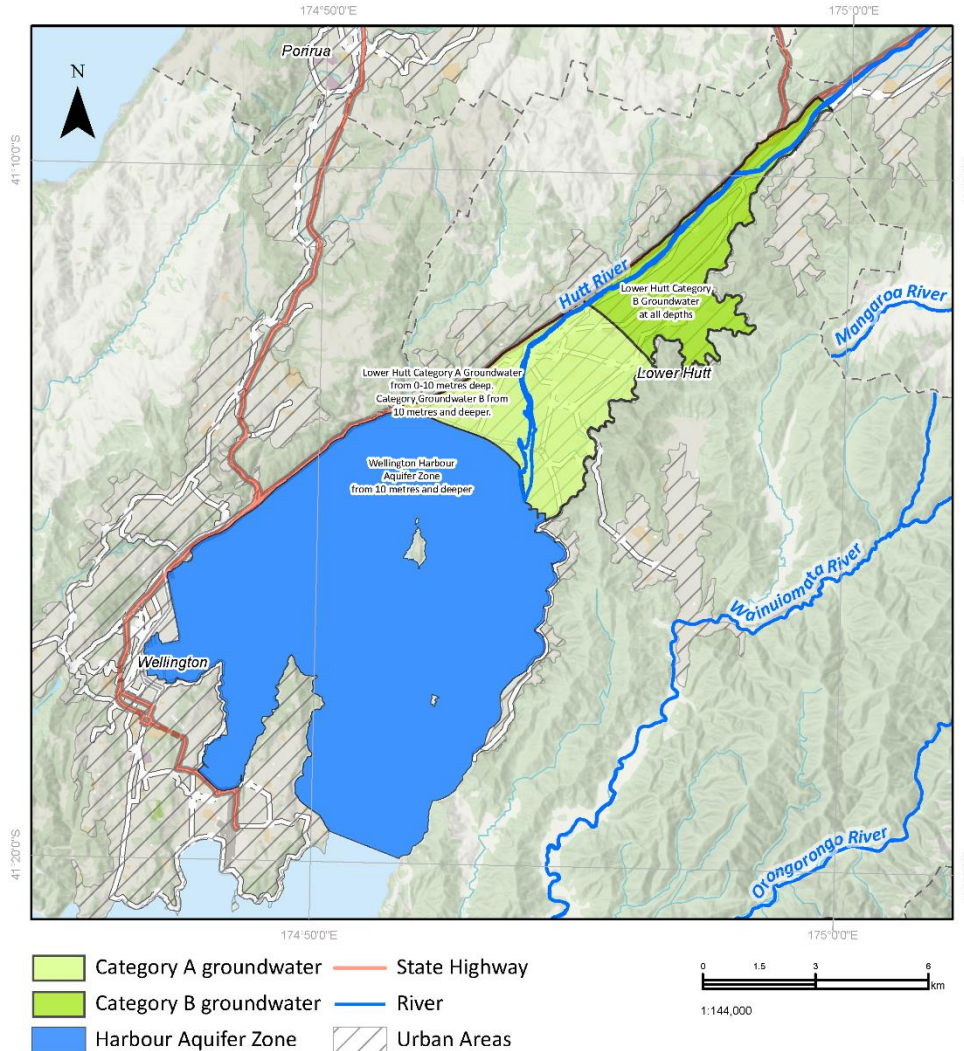 174°50'0"E
175°0'0"E
Porirua
N
41°10'0"S
Hutt River
Lower Hutt Category
B Groundwater
at all depths
Mangaroa River
Lower Hutt Category A Groundwater
from 0-10 metres deep.
Category Groundwater B from
10 metres and deeper.
Lower Hutt
Wellington Harbour
Aquifer Zone
from 10 metres and deeper
Wainuiomata River
Wellington
41°20'0"S
Orongorongo River
174°50'0"E
175°0'0"E
Category A groundwater
State Highway
0 1.5 3 6
km
Category B groundwater
River
1:144,000
Harbour Aquifer Zone
Urban Areas